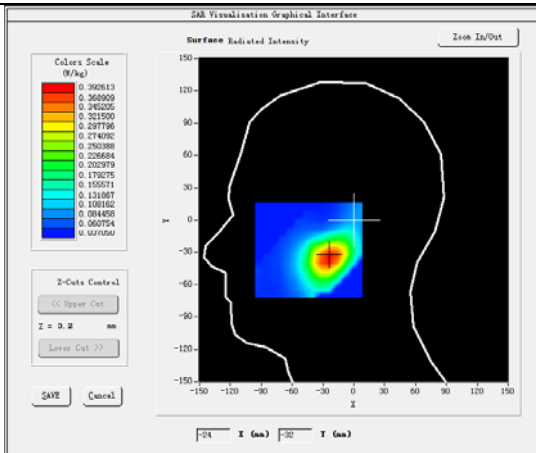 SAR Visualisation Graphical Interface
Surface Radiated Intensity
Zoom In/Out
Colors Scale
(W/kg)
0.392613
0.368909
0.345205
0.321500
0.297796
0.274092
0.250388
0.226684
0.202979
0.179275
0.155571
0.131867
0.108162
0.084458
0.060754
0.037050
Z-Cuts Control
<< Upper Cut
Z = 0.2 mm
Lower Cut >>
SAVE
Cancel
150
120
90
60
30
0
-30
-60
-90
-120
-150
Y
-150 -120 -90 -60 -30 0 30 60 90 120 150
X
-24 X (mm) -32 Y (mm)